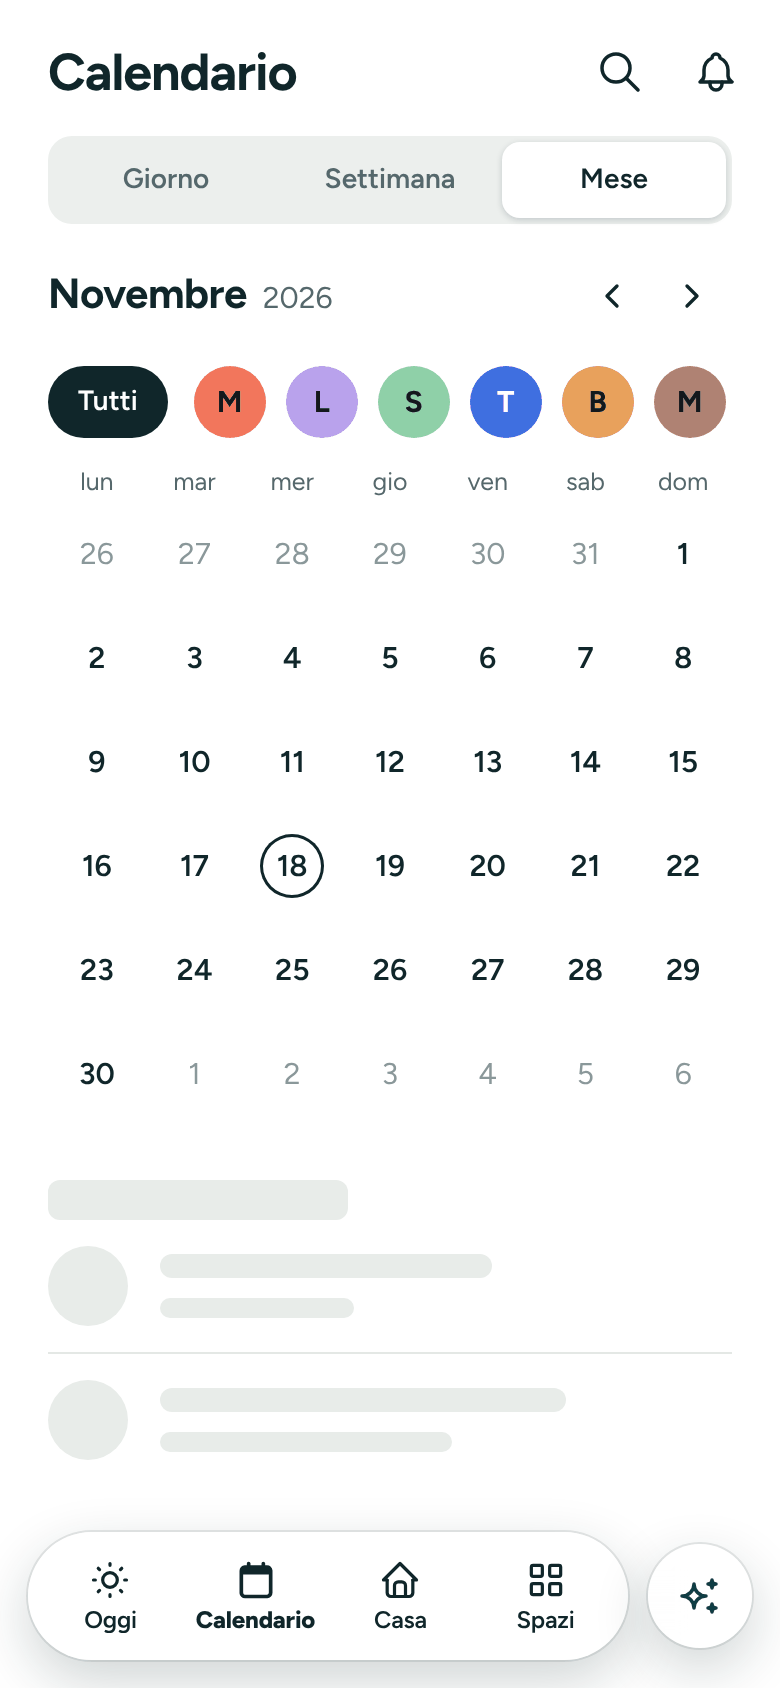 Calendario
Giorno Settimana Mese
Novembre 2026
Tutti M L S T B M
lun mar mer gio ven sab dom
26 27 28 29 30 31 1
2 3 4 5 6 7 8
9 10 11 12 13 14 15
16 17 18 19 20 21 22
23 24 25 26 27 28 29
30 1 2 3 4 5 6
Oggi Calendario Casa Spazi